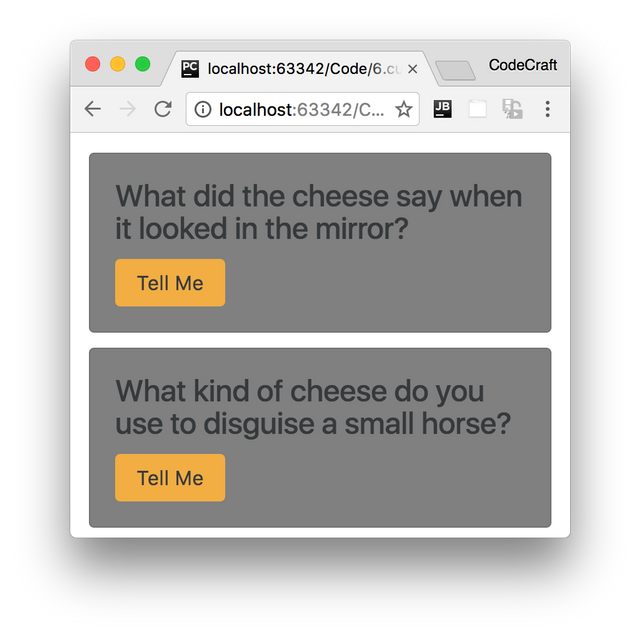 PC localhost:63342/Code/6.cu
CodeCraft
localhost:63342/C... JB
What did the cheese say when
it looked in the mirror?
Tell Me
What kind of cheese do you
use to disguise a small horse?
Tell Me